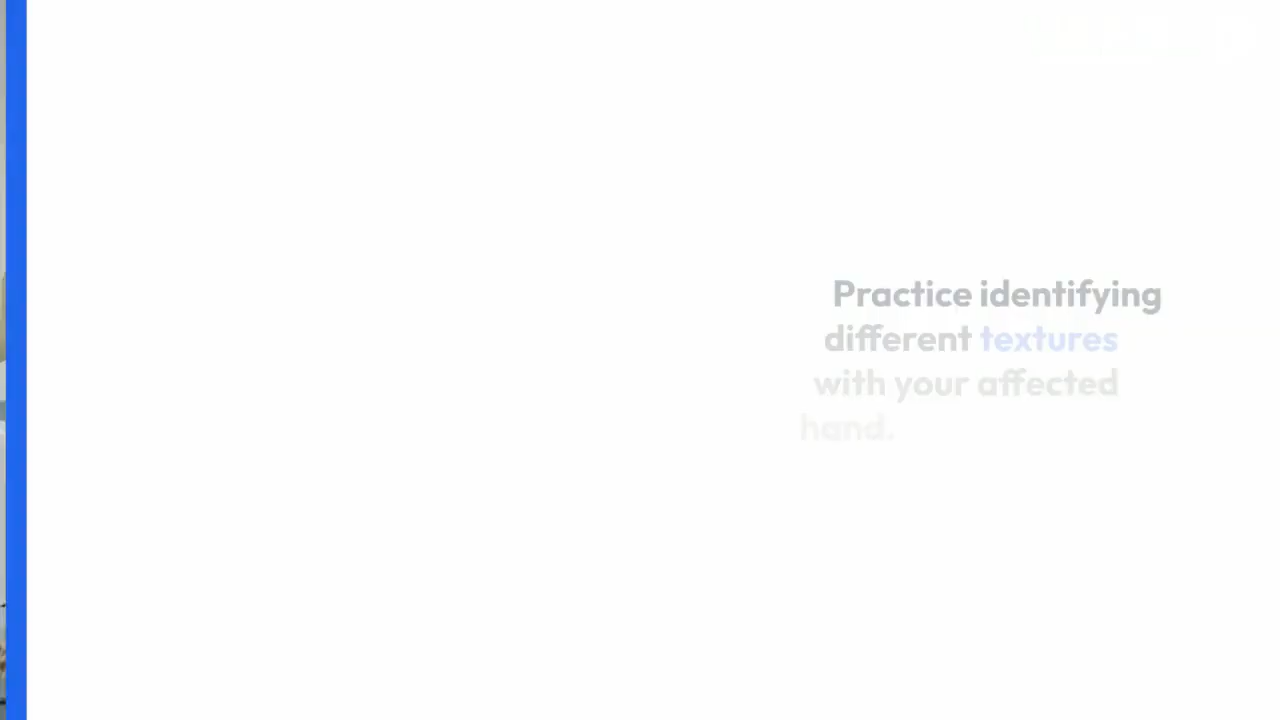 Practice identifying
different textures
with your affected
hand.